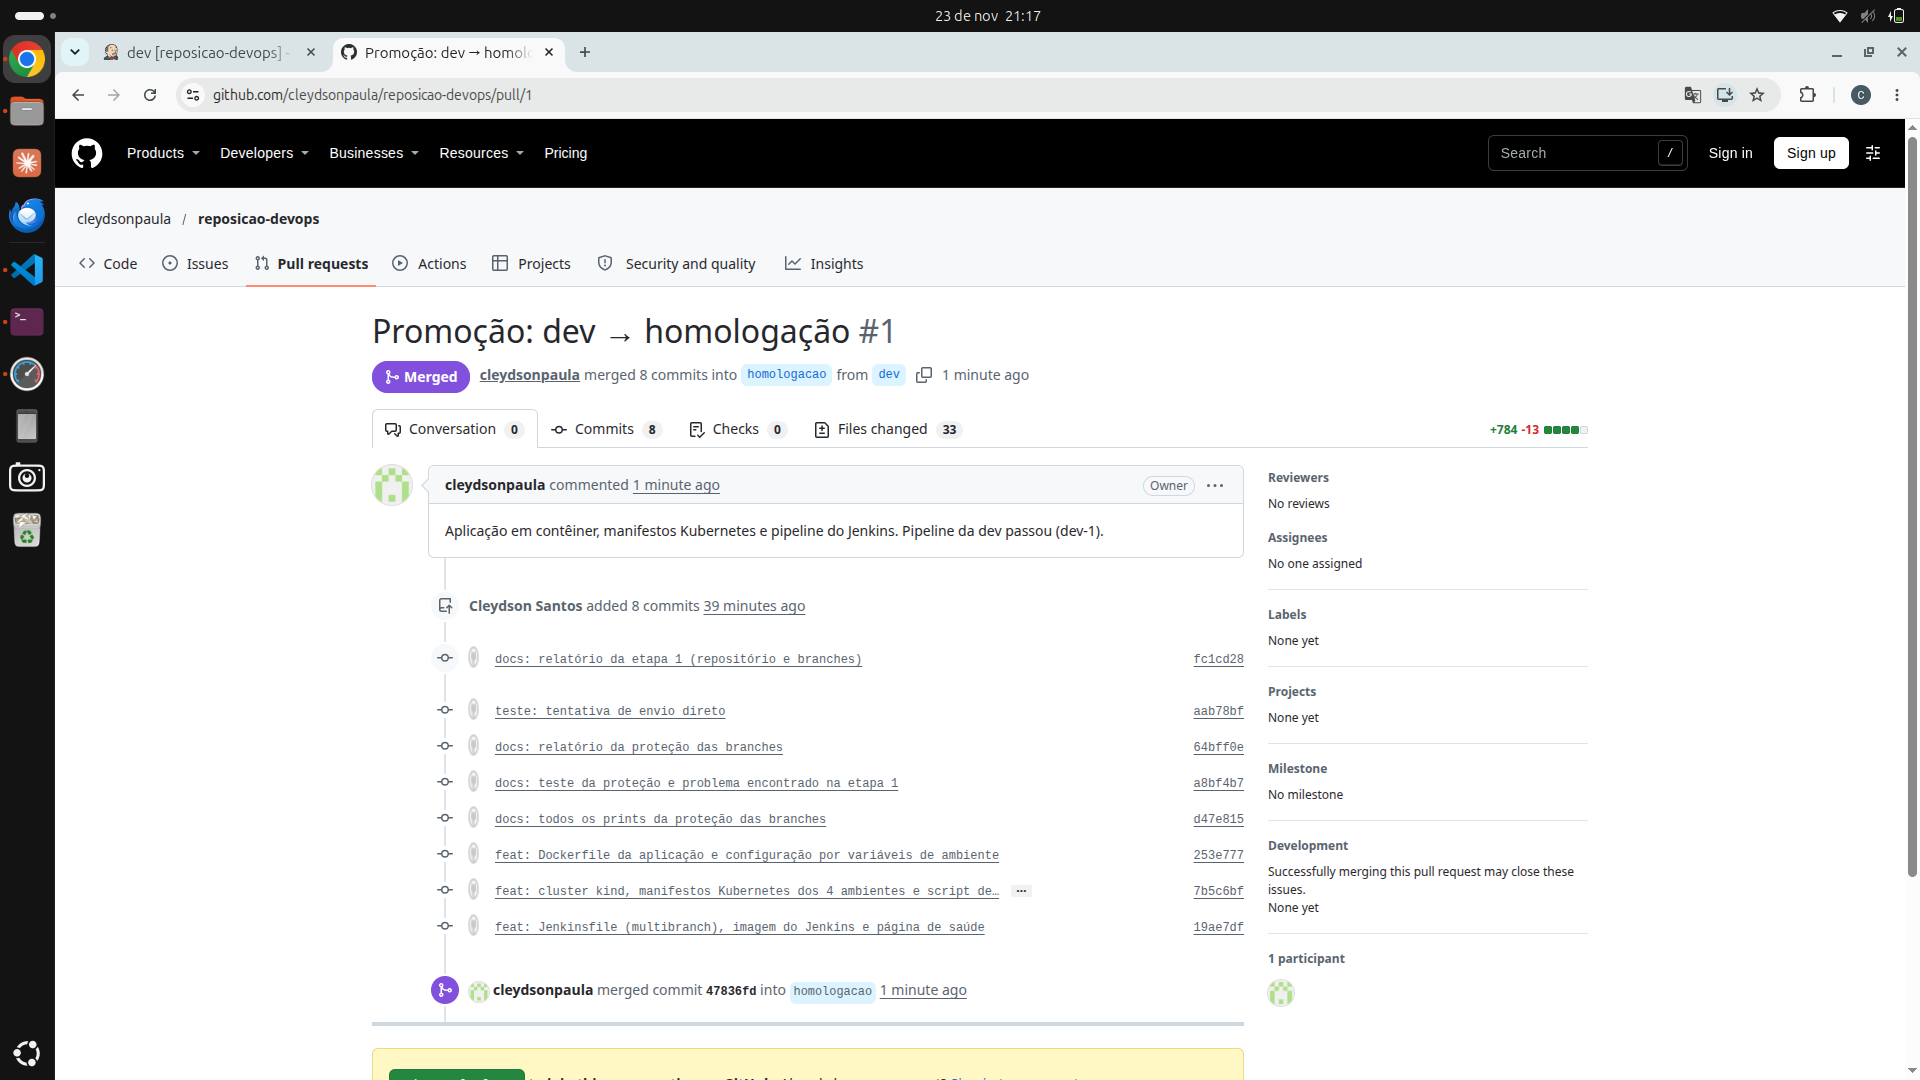 23 de nov 21:17
dev [reposicao-devops] -
Promoção: dev → homolo
github.com/cleydsonpaula/reposicao-devops/pull/1
C
Products
Developers
Businesses
Resources
Pricing
Search
/
Sign in
Sign up
cleydsonpaula / reposicao-devops
Code
Issues
Pull requests
Actions
Projects
Security and quality
Insights
Promoção: dev → homologação #1
Merged
cleydsonpaula merged 8 commits into homologacao from dev 1 minute ago
Conversation 0
Commits 8
Checks 0
Files changed 33
+784 -13
cleydsonpaula commented 1 minute ago
Owner
Aplicação em contêiner, manifestos Kubernetes e pipeline do Jenkins. Pipeline da dev passou (dev-1).
Cleydson Santos added 8 commits 39 minutes ago
docs: relatório da etapa 1 (repositório e branches) fc1cd28
teste: tentativa de envio direto aab78bf
docs: relatório da proteção das branches 64bff0e
docs: teste da proteção e problema encontrado na etapa 1 a8bf4b7
docs: todos os prints da proteção das branches d47e815
feat: Dockerfile da aplicação e configuração por variáveis de ambiente 253e777
feat: cluster kind, manifestos Kubernetes dos 4 ambientes e script de… ... 7b5c6bf
feat: Jenkinsfile (multibranch), imagem do Jenkins e página de saúde 19ae7df
cleydsonpaula merged commit 47836fd into homologacao 1 minute ago
Reviewers
No reviews
Assignees
No one assigned
Labels
None yet
Projects
None yet
Milestone
No milestone
Development
Successfully merging this pull request may close these
issues.
None yet
1 participant